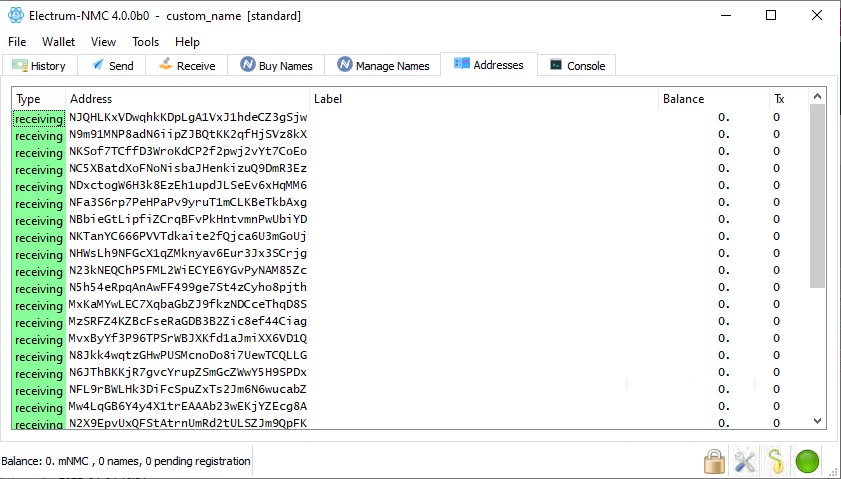 Electrum-NMC 4.0.0b0 - custom_name [standard]
File Wallet View Tools Help
History Send Receive Buy Names Manage Names Addresses Console
Type Address Label Balance Tx
receiving NJQHLKxVDwqhkKDpLgA1VxJ1hdeCZ3gSjw 0. 0
receiving N9m91MNP8adN6iipZJBQtKK2qfHjSVz8kX 0. 0
receiving NKSof7TCffD3WroKdCP2f2pwj2vYt7CoEo 0. 0
receiving NC5XBatdXoFNoNisbaJHenkizuQ9DmR3Ez 0. 0
receiving NDxctogW6H3k8EzEh1updJLSeEv6xHqMM6 0. 0
receiving NFa3S6rp7PeHPaPv9yruT1mCLKBeTkbAxg 0. 0
receiving NBbieGtLipfiZCrqBFvPkHntvmnPwUbiYD 0. 0
receiving NKTanYC666PVVTdkaite2fQjca6U3mGoUj 0. 0
receiving NHWsLh9NFGcX1qZMknyav6Eur3Jx3SCrjg 0. 0
receiving N23kNEQChP5FML2WiECYE6YGvPyNAM85Zc 0. 0
receiving N5h54eRpqAnAwFF499ge7St4zCyho8pjth 0. 0
receiving MxKaMYwLEC7XqbaGbZJ9fkzNDCceThqD8S 0. 0
receiving MzSRFZ4KZBcFseRaGDB3B2Zic8ef44Ciag 0. 0
receiving MvxByYf3P96TPSrWBJXKfd1aJmiXX6VD1Q 0. 0
receiving N8Jkk4wqtzGHwPUSMcnoDo8i7UewTCQLLG 0. 0
receiving N6JThBKKjR7gvcYrupZSmGcZWwY5H9SPDx 0. 0
receiving NFL9rBWLHk3DiFcSpuZxTs2Jm6N6wucabZ 0. 0
receiving Mw4LqGB6Y4y4X1trEAAAb23wEKjYZEcg8A 0. 0
receiving N2X9EpvUxQFStAtrnUmRd2tULSZJm9QpFK 0. 0
Balance: 0. mNMC , 0 names, 0 pending registration